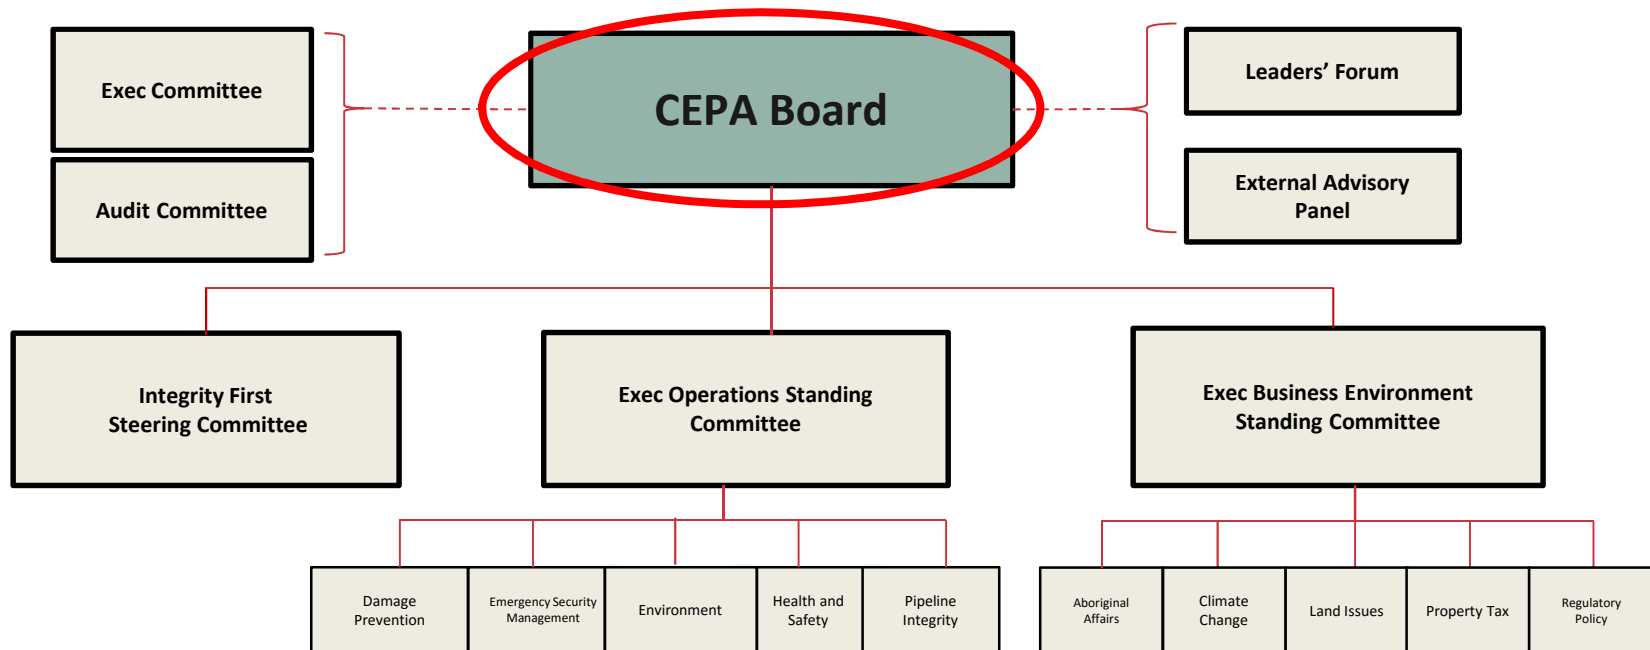 Exec Committee
Audit Committee
CEPA Board
Leaders’ Forum
External Advisory
Panel
Integrity First
Steering Committee
Exec Operations Standing
Committee
Exec Business Environment
Standing Committee
Damage
Prevention
Emergency Security
Management
Environment
Health and
Safety
Pipeline
Integrity
Aboriginal
Affairs
Climate
Change
Land Issues
Property Tax
Regulatory
Policy